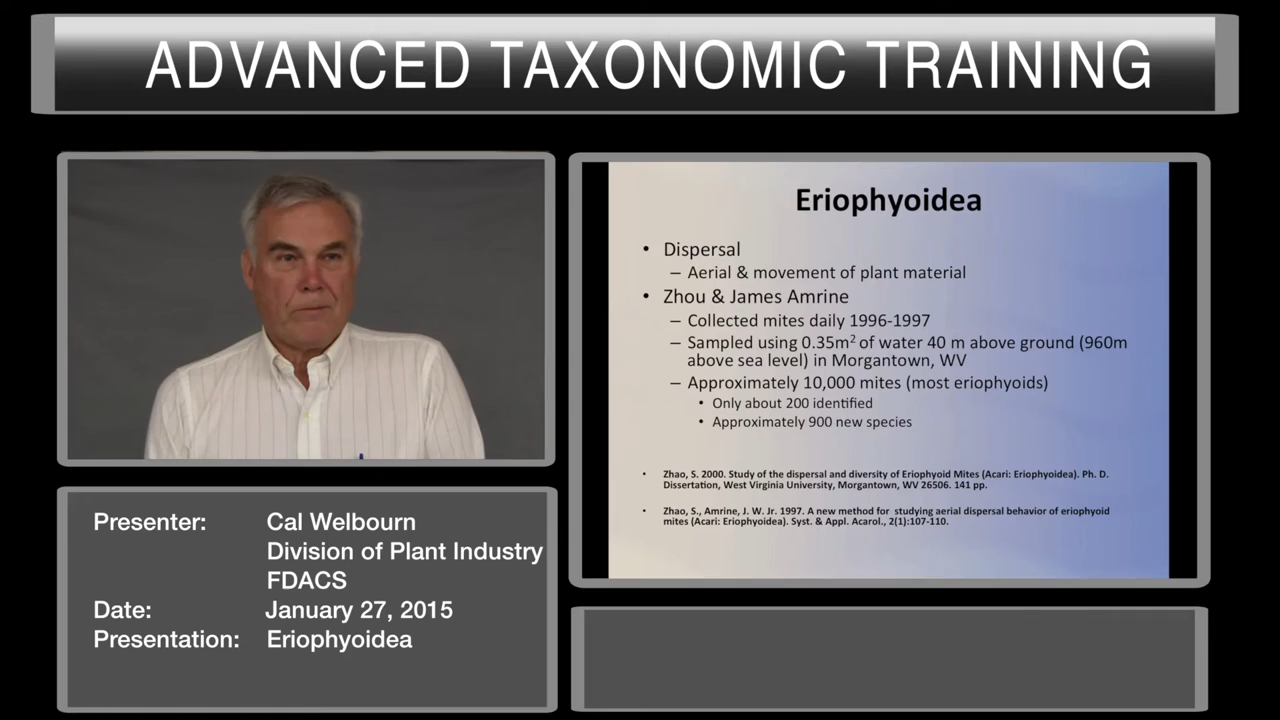 ADVANCED TAXONOMIC TRAINING
Eriophyoidea
• Dispersal
– Aerial & movement of plant material
• Zhou & James Amrine
– Collected mites daily 1996-1997
– Sampled using 0.35m² of water 40 m above ground (960m
above sea level) in Morgantown, WV
– Approximately 10,000 mites (most eriophyoids)
• Only about 200 identified
• Approximately 900 new species
• Zhao, S. 2000. Study of the dispersal and diversity of Eriophyoid Mites (Acari: Eriophyoidea). Ph. D.
Dissertation, West Virginia University, Morgantown, WV 26506. 141 pp.
• Zhao, S., Amrine, J. W. Jr. 1997. A new method for studying aerial dispersal behavior of eriophyoid
mites (Acari: Eriophyoidea). Syst. & Appl. Acarol., 2(1):107-110.
Presenter: Cal Welbourn
Division of Plant Industry
FDACS
Date: January 27, 2015
Presentation: Eriophyoidea